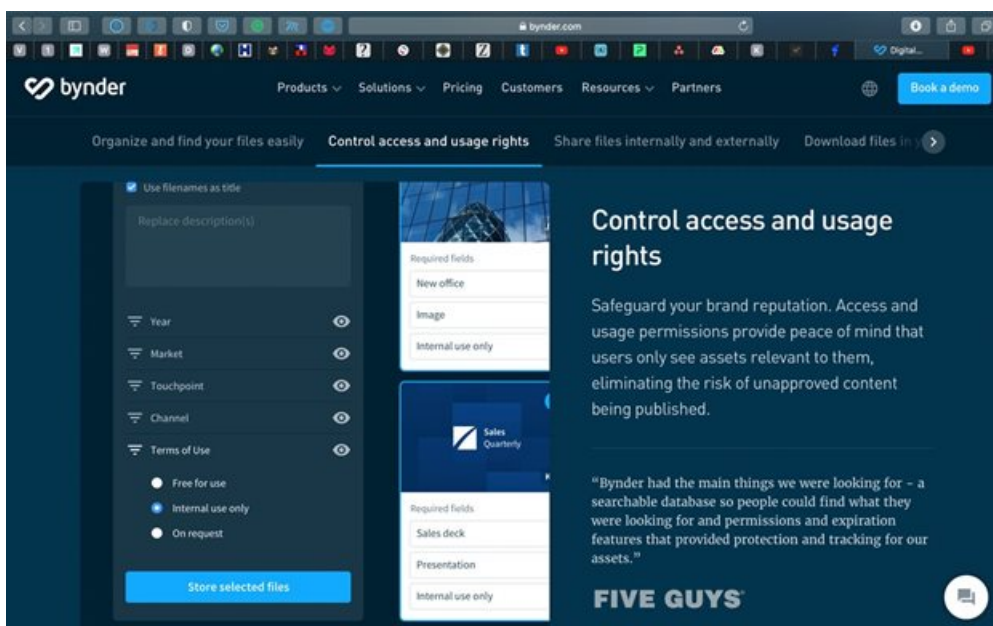 bynder.com
Digital...
bynder
Products
Solutions
Pricing
Customers
Resources
Partners
Book a demo
Organize and find your files easily
Control access and usage rights
Share files internally and externally
Download files in
Use filenames as title
Replace description(s)
Year
Market
Touchpoint
Channel
Terms of Use
Free for use
Internal use only
On request
Store selected files
Required fields
New office
Image
Internal use only
Sales
Quarterly
K
Required fields
Sales deck
Presentation
Internal use only
Control access and usage
rights
Safeguard your brand reputation. Access and
usage permissions provide peace of mind that
users only see assets relevant to them,
eliminating the risk of unapproved content
being published.
“Bynder had the main things we were looking for – a
searchable database so people could find what they
were looking for and permissions and expiration
features that provided protection and tracking for our
assets.”
FIVE GUYS